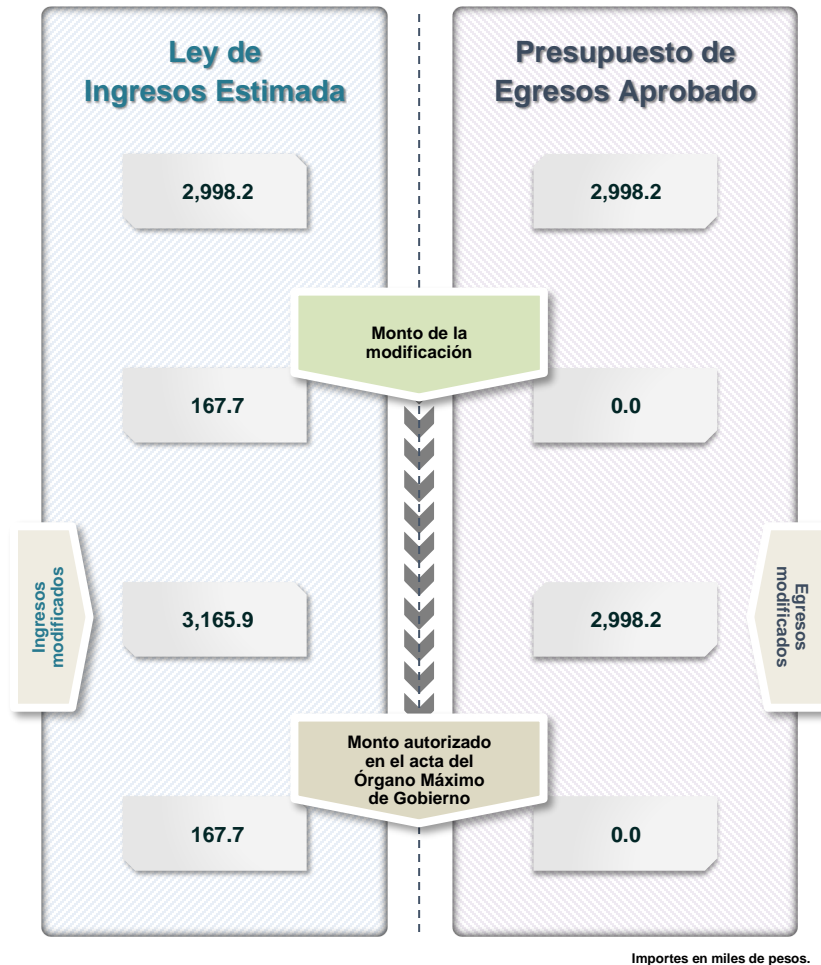 Ley de
Ingresos Estimada
Presupuesto de
Egresos Aprobado
2,998.2
2,998.2
Monto de la
modificación
167.7
0.0
Ingresos
modificados
3,165.9
2,998.2
Egresos
modificados
Monto autorizado
en el acta del
Órgano Máximo
de Gobierno
167.7
0.0
Importes en miles de pesos.